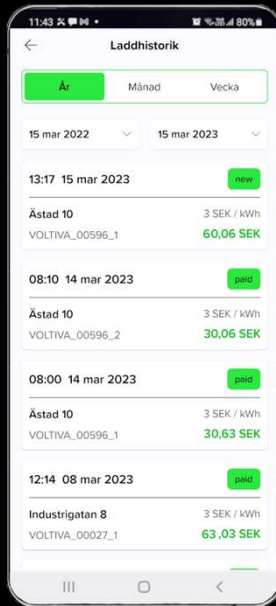 11:43
80%
Laddhistorik
År Månad Vecka
15 mar 2022 15 mar 2023
13:17 15 mar 2023 new
Ästad 10 3 SEK / kWh
VOLTIVA_00596_1 60,06 SEK
08:10 14 mar 2023 paid
Ästad 10 3 SEK / kWh
VOLTIVA_00596_2 30,06 SEK
08:00 14 mar 2023 paid
Ästad 10 3 SEK / kWh
VOLTIVA_00596_1 30,63 SEK
12:14 08 mar 2023 paid
Industrigatan 8 3 SEK / kWh
VOLTIVA_00027_1 63,03 SEK